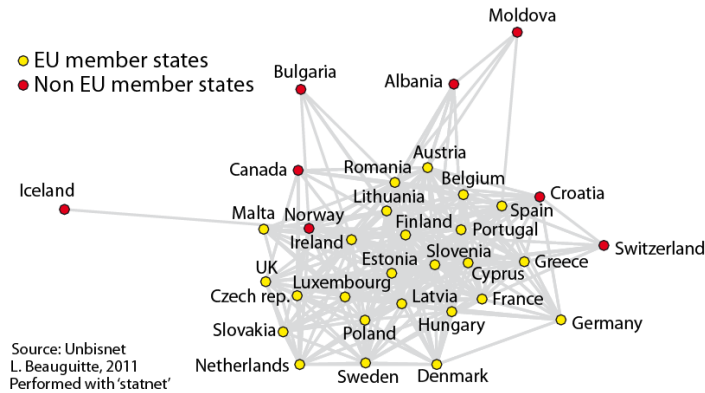 Moldova
EU member states
Non EU member states
Bulgaria
Albania
Austria
Canada
Romania
Belgium
Iceland
Lithuania
Croatia
Malta
Norway
Finland
Spain
Ireland
Portugal
Slovenia
Switzerland
Estonia
UK
Cyprus
Greece
Luxembourg
Czech rep.
Latvia
France
Slovakia
Poland
Hungary
Germany
Source: Unbisnet
L. Beauguitte, 2011
Performed with 'statnet'
Netherlands
Sweden
Denmark